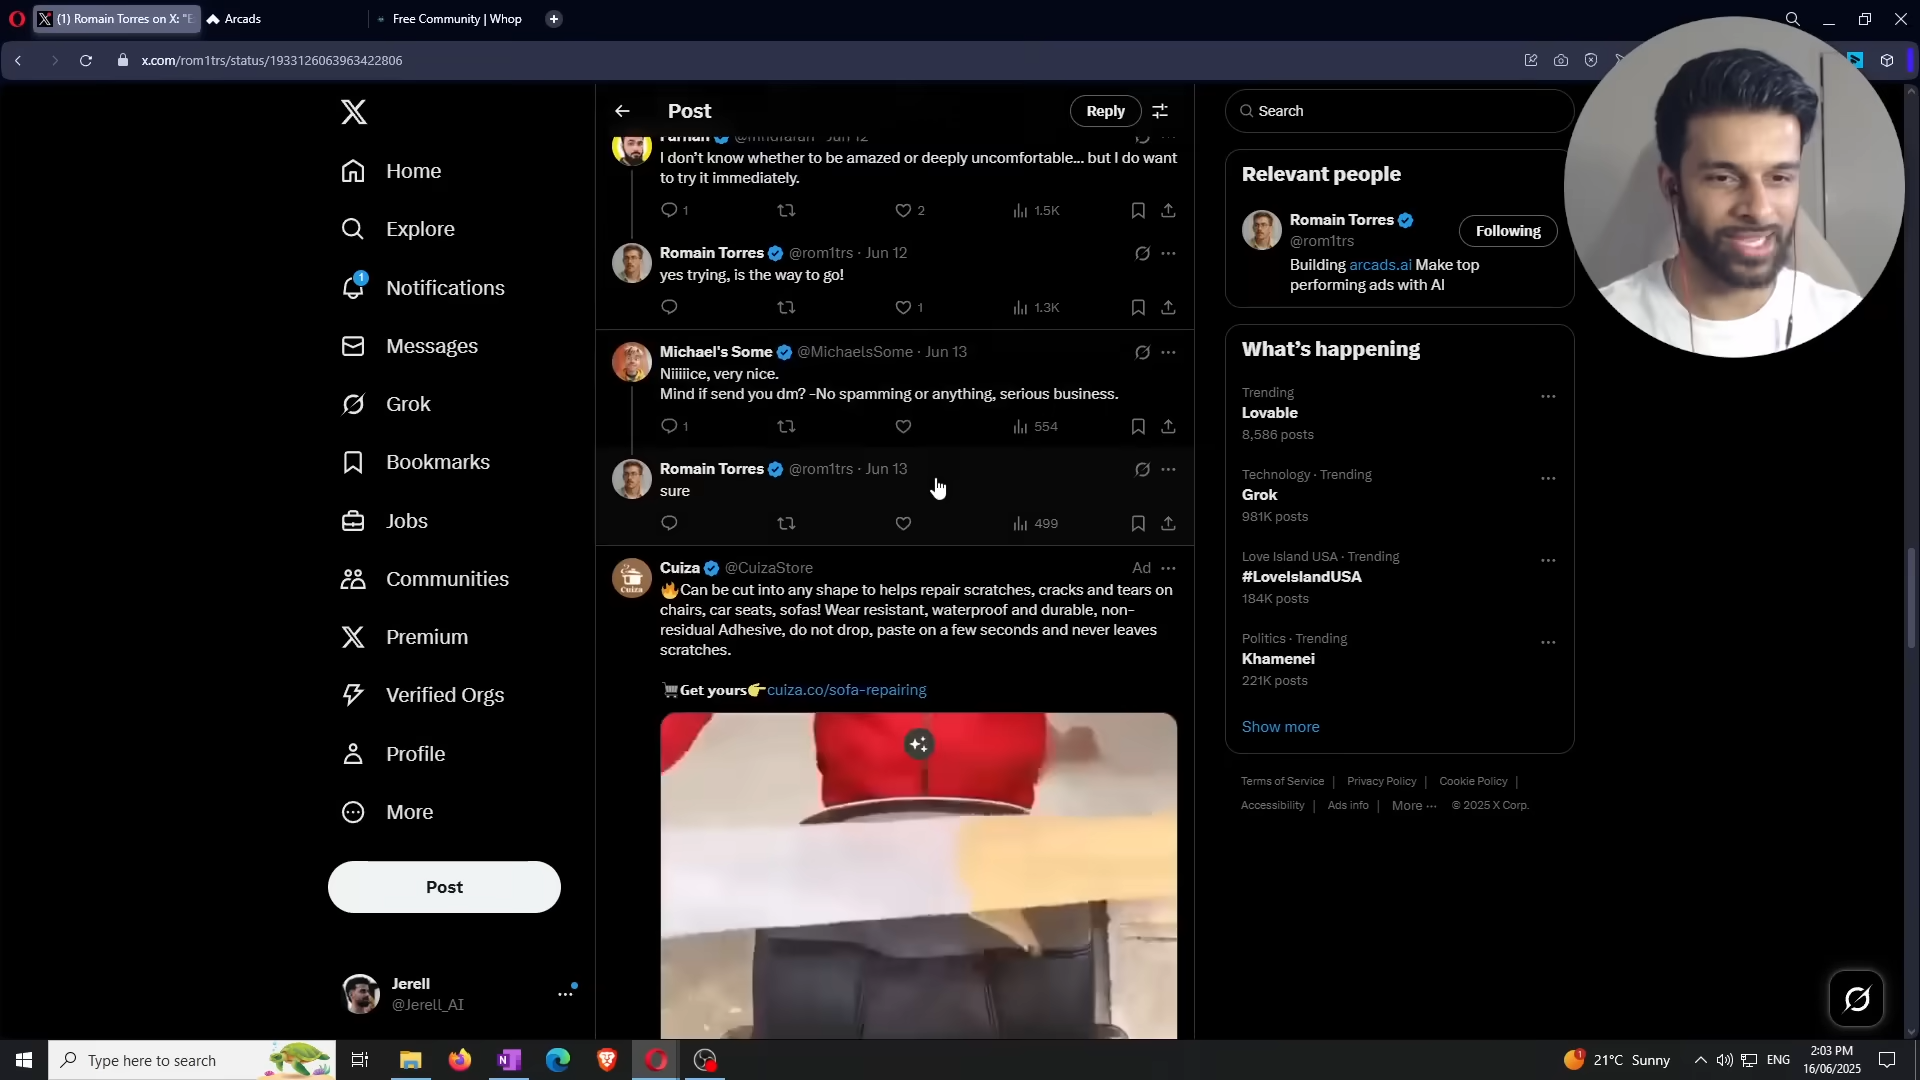 (1) Romain Torres on X: "E
Arcads
Free Community | Whop
x.com/rom1trs/status/1933126063963422806
Home
Explore
1
Notifications
Messages
Grok
Bookmarks
Jobs
Communities
Premium
Verified Orgs
Profile
More
Post
Jerell
@Jerell_AI
Post
Reply
I don't know whether to be amazed or deeply uncomfortable... but I do want
to try it immediately.
1 2 1.5K
Romain Torres @rom1trs · Jun 12
yes trying, is the way to go!
1 1.3K
Michael's Some @MichaelsSome · Jun 13
Niiiiice, very nice.
Mind if send you dm? -No spamming or anything, serious business.
1 554
Romain Torres @rom1trs · Jun 13
sure
499
Cuiza @CuizaStore Ad
Cuiza
🔥Can be cut into any shape to helps repair scratches, cracks and tears on
chairs, car seats, sofas! Wear resistant, waterproof and durable, non-
residual Adhesive, do not drop, paste on a few seconds and never leaves
scratches.
🛒Get yours👉cuiza.co/sofa-repairing
Search
Relevant people
Romain Torres
@rom1trs
Following
Building arcads.ai Make top
performing ads with AI
What's happening
Trending
Lovable
8,586 posts
Technology · Trending
Grok
981K posts
Love Island USA · Trending
#LoveIslandUSA
184K posts
Politics · Trending
Khamenei
221K posts
Show more
Terms of Service | Privacy Policy | Cookie Policy |
Accessibility | Ads info | More ··· © 2025 X Corp.
Type here to search
1
21°C Sunny
ENG
2:03 PM
16/06/2025